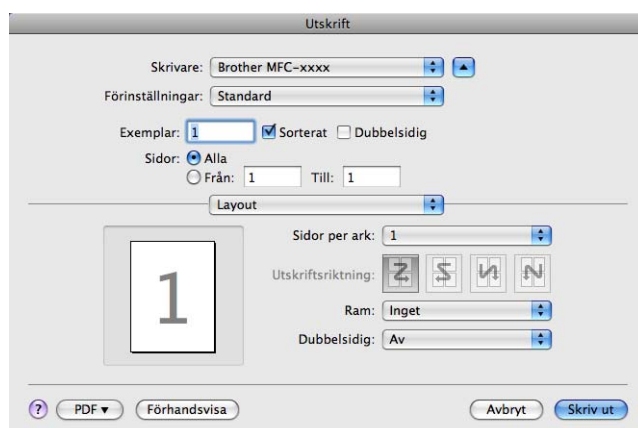 Utskrift
Skrivare: Brother MFC-xxxx
Förinställningar: Standard
Exemplar: 1 Sorterat Dubbelsidig
Sidor: Alla
Från: 1 Till: 1
Layout
Sidor per ark: 1
Utskriftsriktning:
Ram: Inget
Dubbelsidig: Av
1
? PDF Förhandsvisa Avbryt Skriv ut